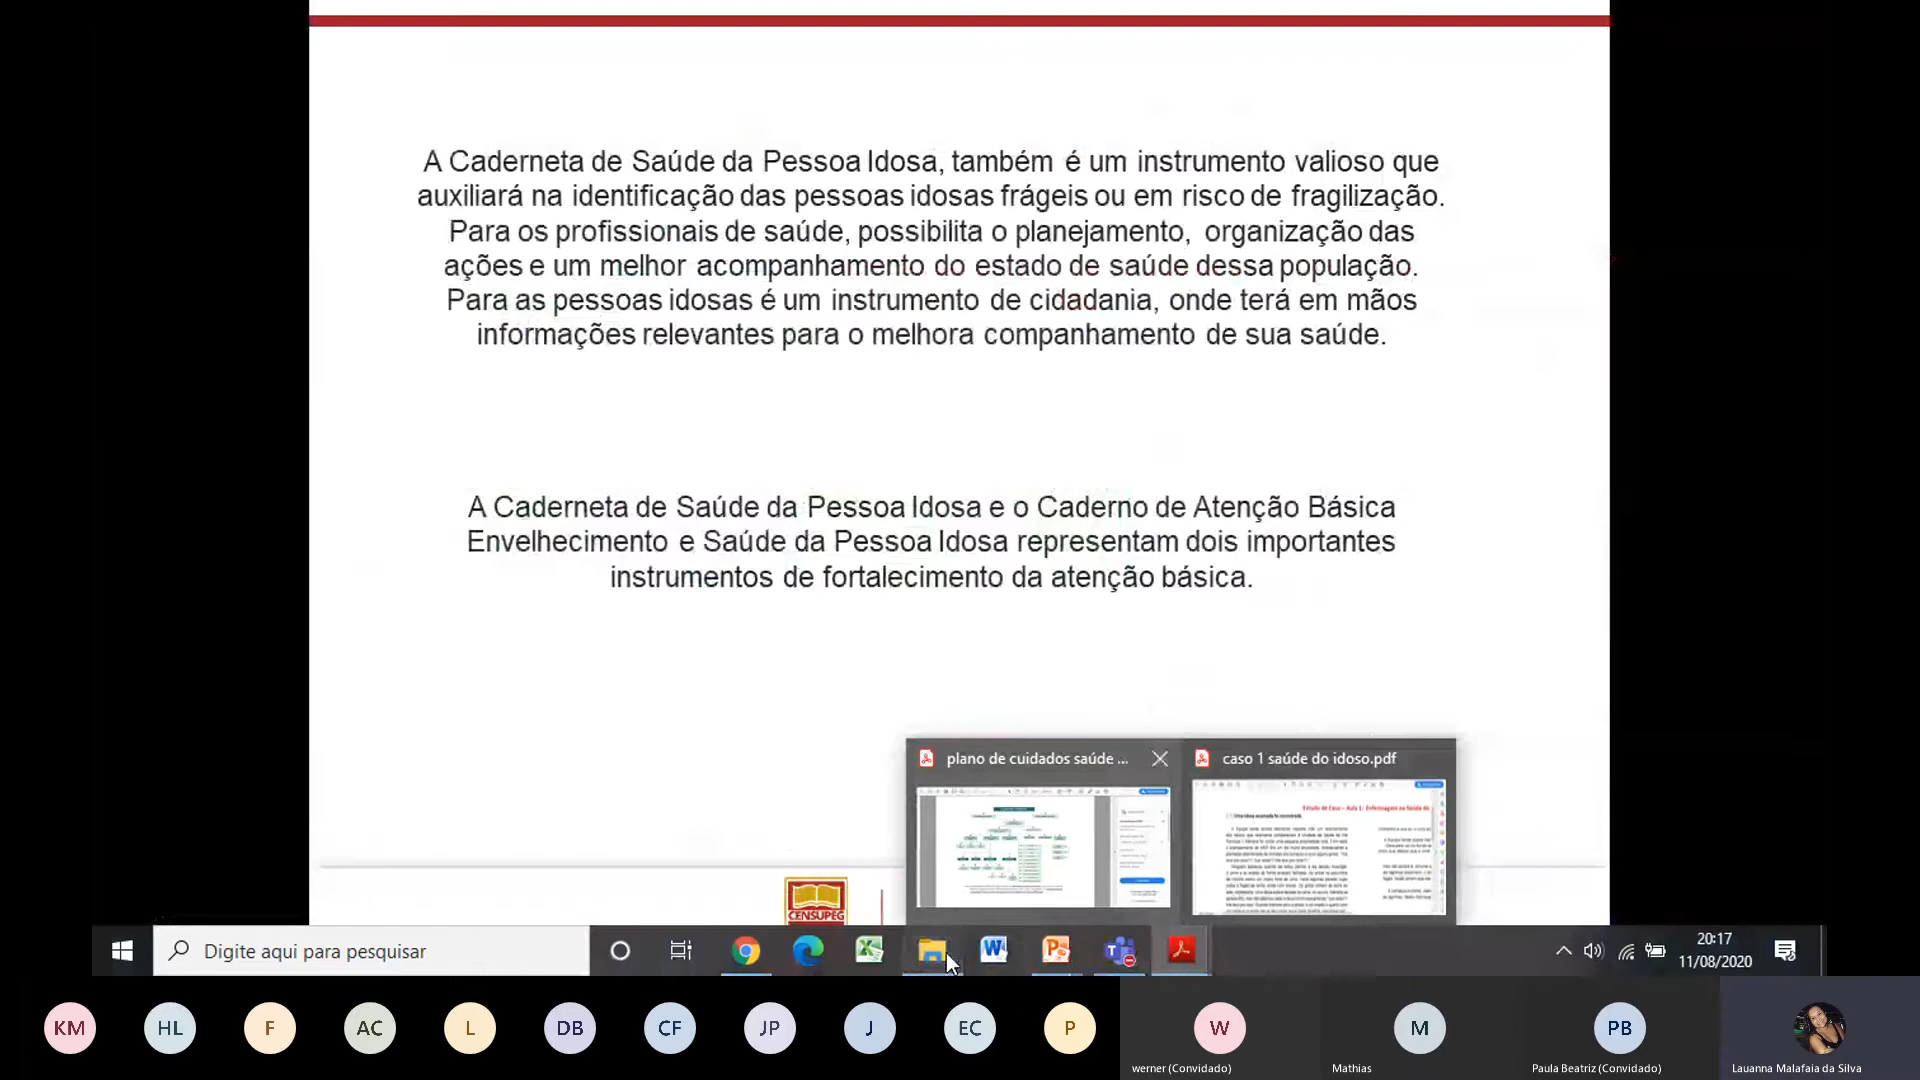 A Caderneta de Saúde da Pessoa Idosa, também é um instrumento valioso que
auxiliará na identificação das pessoas idosas frágeis ou em risco de fragilização.
Para os profissionais de saúde, possibilita o planejamento, organização das
ações e um melhor acompanhamento do estado de saúde dessa população.
Para as pessoas idosas é um instrumento de cidadania, onde terá em mãos
informações relevantes para o melhora companhamento de sua saúde.
A Caderneta de Saúde da Pessoa Idosa e o Caderno de Atenção Básica
Envelhecimento e Saúde da Pessoa Idosa representam dois importantes
instrumentos de fortalecimento da atenção básica.
plano de cuidados saúde ...
caso 1 saúde do idoso.pdf
CENSUPEG
Digite aqui para pesquisar
20:17
11/08/2020
KM
HL
F
AC
L
DB
CF
JP
J
EC
P
W
M
PB
werner (Convidado)
Mathias
Paula Beatriz (Convidado)
Lauanna Malafaia da Silva